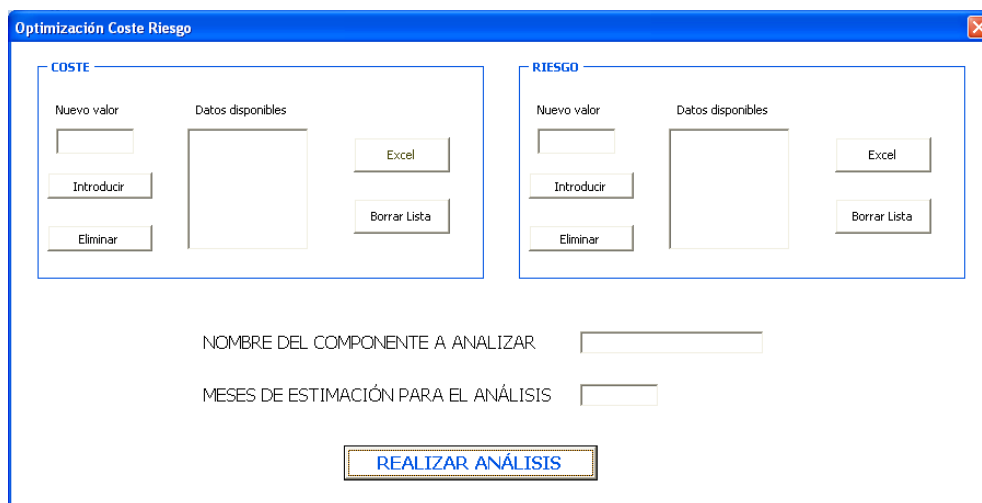 Optimización Coste Riesgo
COSTE
Nuevo valor
Datos disponibles
Introducir
Eliminar
Excel
Borrar Lista
RIESGO
Nuevo valor
Datos disponibles
Introducir
Eliminar
Excel
Borrar Lista
NOMBRE DEL COMPONENTE A ANALIZAR
MESES DE ESTIMACIÓN PARA EL ANÁLISIS
REALIZAR ANÁLISIS